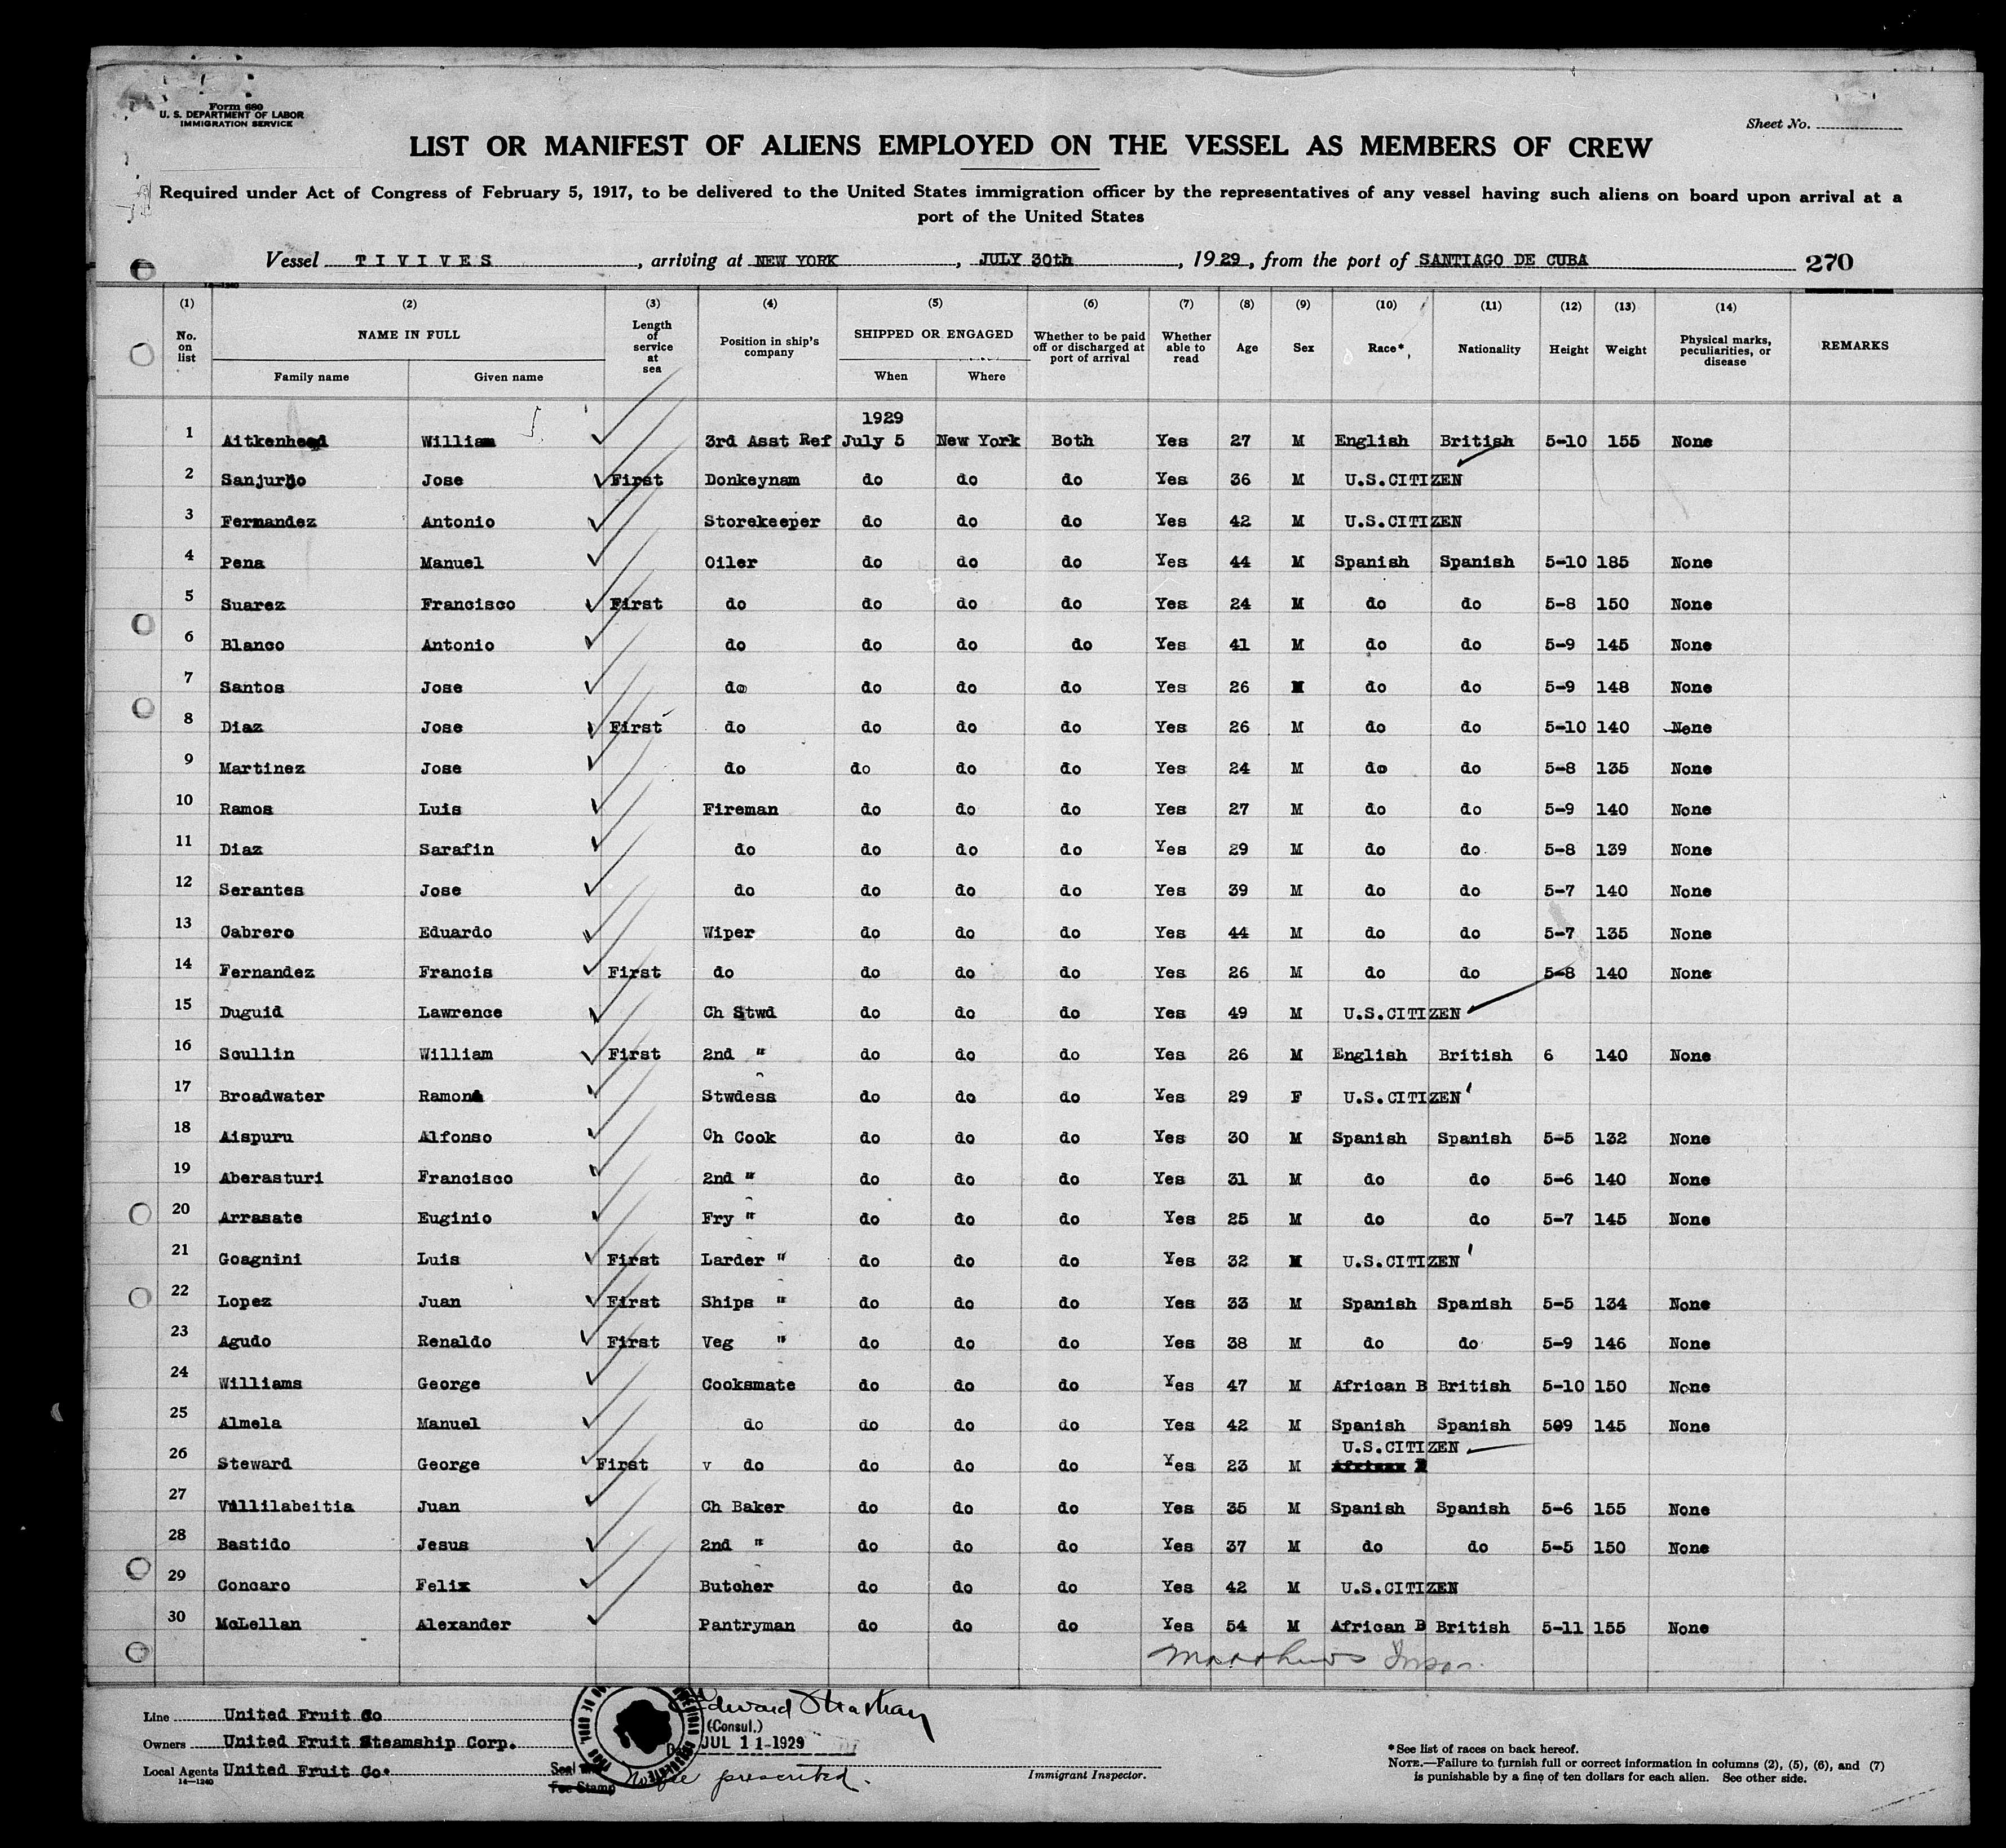 Form 680
U. S. DEPARTMENT OF LABOR
IMMIGRATION SERVICE
Sheet No.
LIST OR MANIFEST OF ALIENS EMPLOYED ON THE VESSEL AS MEMBERS OF CREW
Required under Act of Congress of February 5, 1917, to be delivered to the United States immigration officer by the representatives of any vessel having such aliens on board upon arrival at a
port of the United States
Vessel TIVIVES, arriving at NEW YORK, JULY 30th, 1929, from the port of SANTIAGO DE CUBA 270
14-1240
(1) (2) (3) (4) (5) (6) (7) (8) (9) (10) (11) (12) (13) (14)
No. on list NAME IN FULL Family name Given name Length of service at sea Position in ship's company SHIPPED OR ENGAGED When Where Whether to be paid off or discharged at port of arrival Whether able to read Age Sex Race* Nationality Height Weight Physical marks, peculiarities, or disease REMARKS
1929
1 Aitkenhead William 3rd Asst Ref July 5 New York Both Yes 27 M English British 5-10 155 None
2 Sanjurjo Jose First Donkeynam do do do Yes 36 M U.S.CITIZEN
3 Fernandez Antonio Storekeeper do do do Yes 42 M U.S.CITIZEN
4 Pena Manuel Oiler do do do Yes 44 M Spanish Spanish 5-10 185 None
5 Suarez Francisco First do do do do Yes 24 M do do 5-8 150 None
6 Blanco Antonio do do do do Yes 41 M do do 5-9 145 None
7 Santos Jose do do do do Yes 26 M do do 5-9 148 None
8 Diaz Jose First do do do do Yes 26 M do do 5-10 140 None
9 Martinez Jose do do do do Yes 24 M do do 5-8 135 None
10 Ramos Luis Fireman do do do Yes 27 M do do 5-9 140 None
11 Diaz Sarafin do do do do Yes 29 M do do 5-8 139 None
12 Serantes Jose do do do do Yes 39 M do do 5-7 140 None
13 Cabrero Eduardo Wiper do do do Yes 44 M do do 5-7 135 None
14 Fernandez Francis First do do do do Yes 26 M do do 5-8 140 None
15 Duguid Lawrence Ch Stwd do do do Yes 49 M U.S.CITIZEN
16 Scullin William First 2nd " do do do Yes 26 M English British 6 140 None
17 Broadwater Ramona Stwdess do do do Yes 29 F U.S.CITIZEN
18 Aispuru Alfonso Ch Cook do do do Yes 30 M Spanish Spanish 5-5 132 None
19 Aberasturi Francisco 2nd " do do do Yes 31 M do do 5-6 140 None
20 Arrasate Euginio Fry " do do do Yes 25 M do do 5-7 145 None
21 Goagnini Luis First Larder " do do do Yes 32 M U.S.CITIZEN
22 Lopez Juan First Ships " do do do Yes 33 M Spanish Spanish 5-5 134 None
23 Agudo Renaldo First Veg " do do do Yes 38 M do do 5-9 146 None
24 Williams George Cooksmate do do do Yes 47 M African B British 5-10 150 None
25 Almela Manuel do do do do Yes 42 M Spanish Spanish 509 145 None
U.S.CITIZEN
26 Steward George First v do do do do Yes 23 M African B
27 Villilabeitia Juan Ch Baker do do do Yes 35 M Spanish Spanish 5-6 155 None
28 Bastido Jesus 2nd " do do do Yes 37 M do do 5-5 150 None
29 Concaro Felix Butcher do do do Yes 42 M U.S.CITIZEN
30 McLellan Alexander Pantryman do do do Yes 54 M African B British 5-11 155 None
Line United Fruit Co
Edward
(Consul.)
Owners United Fruit Steamship Corp.
JUL 11-1929
Local Agents United Fruit Co.
14-1240
Seal and
Fee Stamp
No fee presented.
Immigrant Inspector.
*See list of races on back hereof.
NOTE.—Failure to furnish full or correct information in columns (2), (5), (6), and (7)
is punishable by a fine of ten dollars for each alien. See other side.